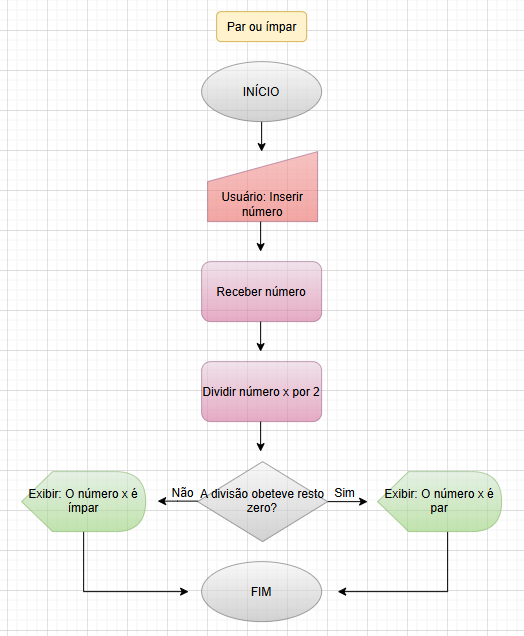 Par ou ímpar
INÍCIO
Usuário: Inserir
número
Receber número
Dividir número x por 2
A divisão obeteve resto
zero?
Não
Sim
Exibir: O número x é
ímpar
Exibir: O número x é
par
FIM